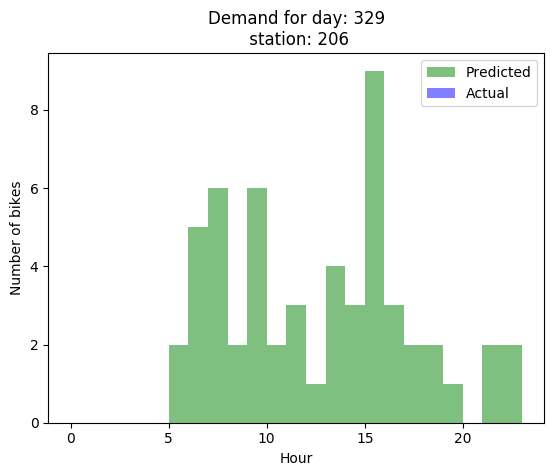 Demand for day: 329
station: 206
Predicted
Actual
Number of bikes
8
6
4
2
0
0
5
10
15
20
Hour